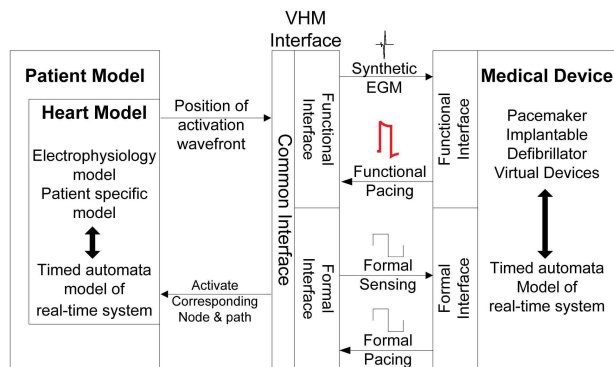 VHM
Interface
Patient Model
Heart Model
Electrophysiology
model
Patient specific
model
Timed automata
model of
real-time system
Position of
activation
wavefront
Activate
Corresponding
Node & path
Common Interface
Functional
Interface
Formal
Interface
Synthetic
EGM
Functional
Pacing
Formal
Sensing
Formal
Pacing
Functional Interface
Formal Interface
Medical Device
Pacemaker
Implantable
Defibrillator
Virtual Devices
Timed automata
Model of
real-time system